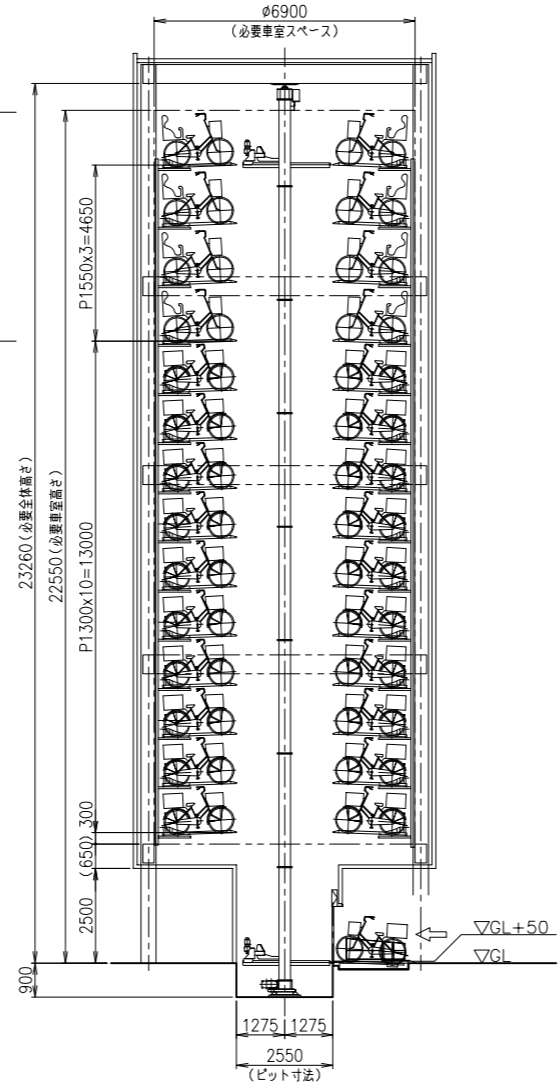 ø6900
(必要車室スペース)
23260(必要全体高さ)
22550(必要車室高さ)
P1550x3=4650
P1300x10=13000
300
(650)
2500
900
▽GL+50
▽GL
1275
1275
2550
(ピット寸法)